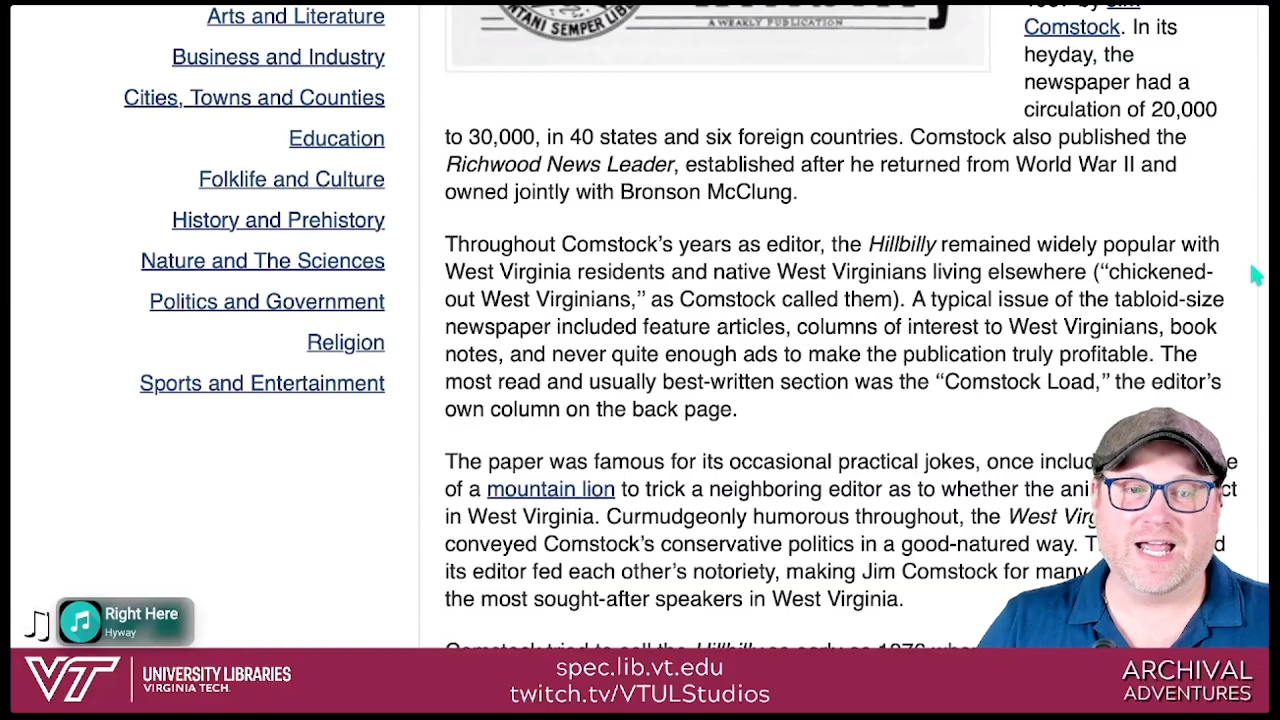 Arts and Literature
Business and Industry
Cities, Towns and Counties
Education
Folklife and Culture
History and Prehistory
Nature and The Sciences
Politics and Government
Religion
Sports and Entertainment
TANI SEMPER LIB
A WEEKLY PUBLICATION
by Jim
Comstock. In its
heyday, the
newspaper had a
circulation of 20,000
to 30,000, in 40 states and six foreign countries. Comstock also published the
Richwood News Leader, established after he returned from World War II and
owned jointly with Bronson McClung.
Throughout Comstock’s years as editor, the Hillbilly remained widely popular with
West Virginia residents and native West Virginians living elsewhere (“chickened-
out West Virginians,” as Comstock called them). A typical issue of the tabloid-size
newspaper included feature articles, columns of interest to West Virginians, book
notes, and never quite enough ads to make the publication truly profitable. The
most read and usually best-written section was the “Comstock Load,” the editor’s
own column on the back page.
The paper was famous for its occasional practical jokes, once includ
of a mountain lion to trick a neighboring editor as to whether the ani ct
in West Virginia. Curmudgeonly humorous throughout, the West Virg
conveyed Comstock’s conservative politics in a good-natured way. T d
its editor fed each other’s notoriety, making Jim Comstock for many
the most sought-after speakers in West Virginia.
Right Here
Hyway
VT UNIVERSITY LIBRARIES
VIRGINIA TECH.
spec.lib.vt.edu
twitch.tv/VTULStudios
ARCHIVAL
ADVENTURES